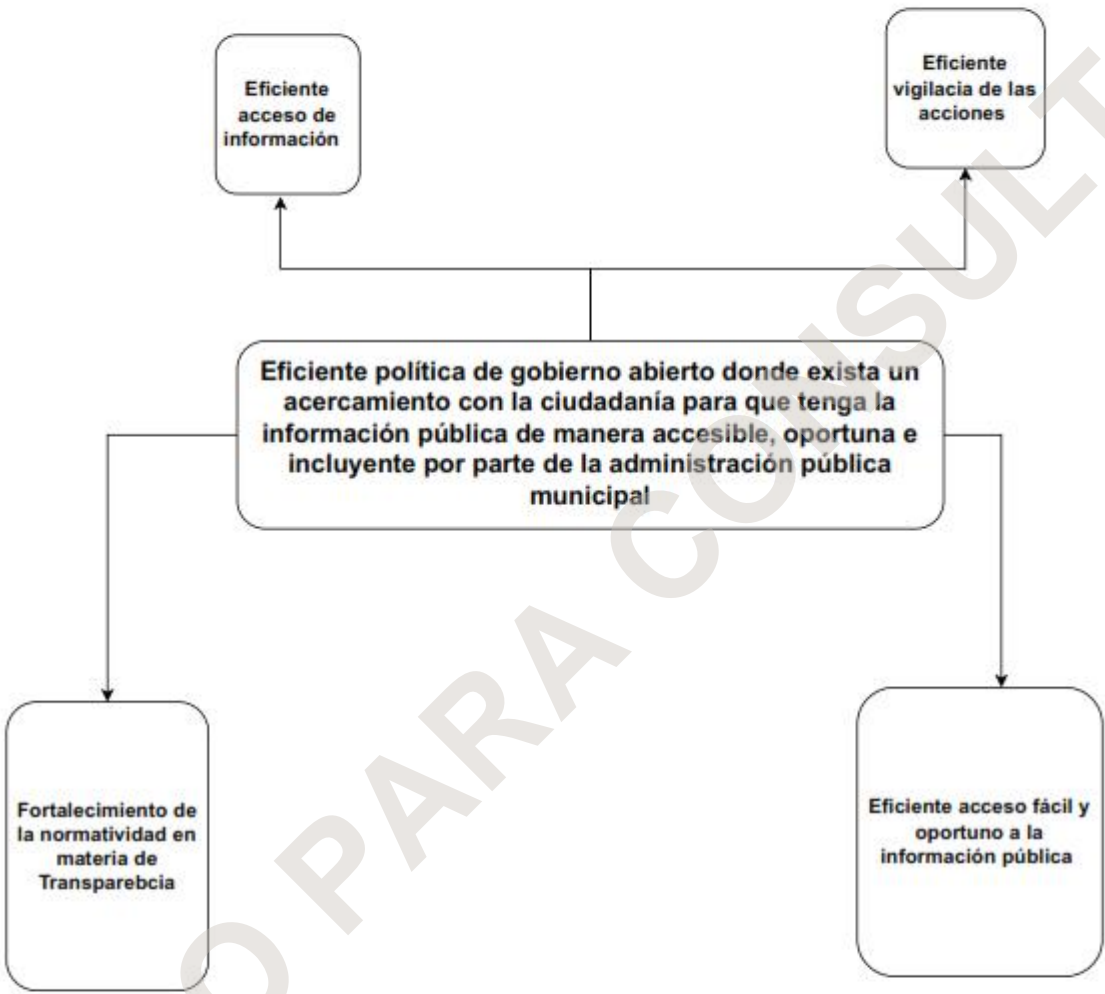 Eficiente
acceso de
información
Eficiente
vigilacia de las
acciones
Eficiente política de gobierno abierto donde exista un
acercamiento con la ciudadanía para que tenga la
información pública de manera accesible, oportuna e
incluyente por parte de la administración pública
municipal
Fortalecimiento de
la normatividad en
materia de
Transparebcia
Eficiente acceso fácil y
oportuno a la
información pública
O PARA CONSULT